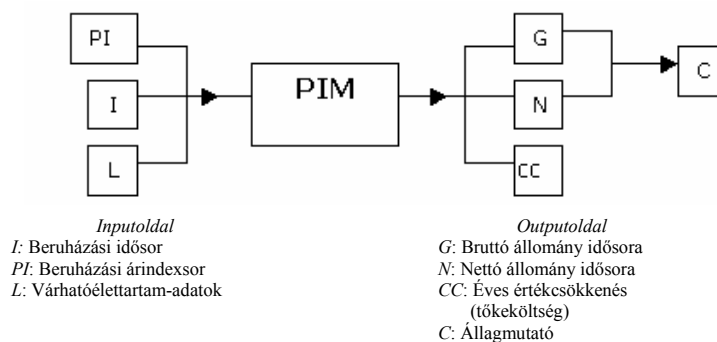 PI
I
L
PIM
G
N
CC
C
Inputoldal
I: Beruházási idősor
PI: Beruházási árindexsor
L: Várhatóélettartam-adatok
Outputoldal
G: Bruttó állomány idősora
N: Nettó állomány idősora
CC: Éves értékcsökkenés
(tőkeköltség)
C: Állagmutató